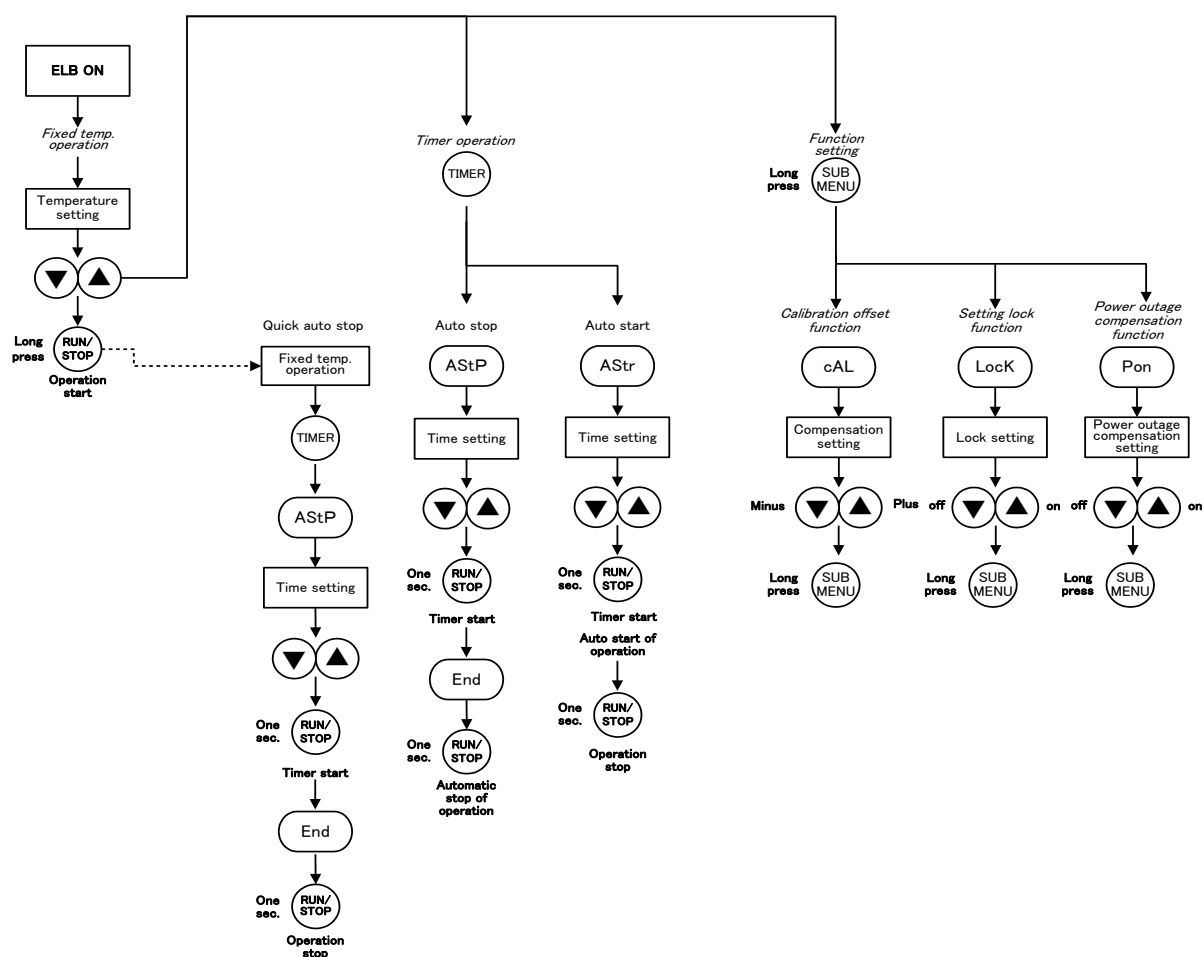 ELB ON
Fixed temp.
operation
Temperature
setting
▼ ▲
Long
press
RUN/
STOP
Operation
start
Quick auto stop
Fixed temp.
operation
TIMER
AStP
Time setting
▼ ▲
One
sec.
RUN/
STOP
Timer start
End
One
sec.
RUN/
STOP
Operation
stop
Timer operation
TIMER
Auto stop
AStP
Time setting
▼ ▲
One
sec.
RUN/
STOP
Timer start
End
One
sec.
RUN/
STOP
Automatic
stop of
operation
Auto start
AStr
Time setting
▼ ▲
One
sec.
RUN/
STOP
Timer start
Auto start of
operation
One
sec.
RUN/
STOP
Operation
stop
Function
setting
Long
press
SUB
MENU
Calibration offset
function
cAL
Compensation
setting
Minus ▼ ▲ Plus
Long
press
SUB
MENU
Setting lock
function
LocK
Lock setting
off ▼ ▲ on
Long
press
SUB
MENU
Power outage
compensation
function
Pon
Power outage
compensation
setting
off ▼ ▲ on
Long
press
SUB
MENU